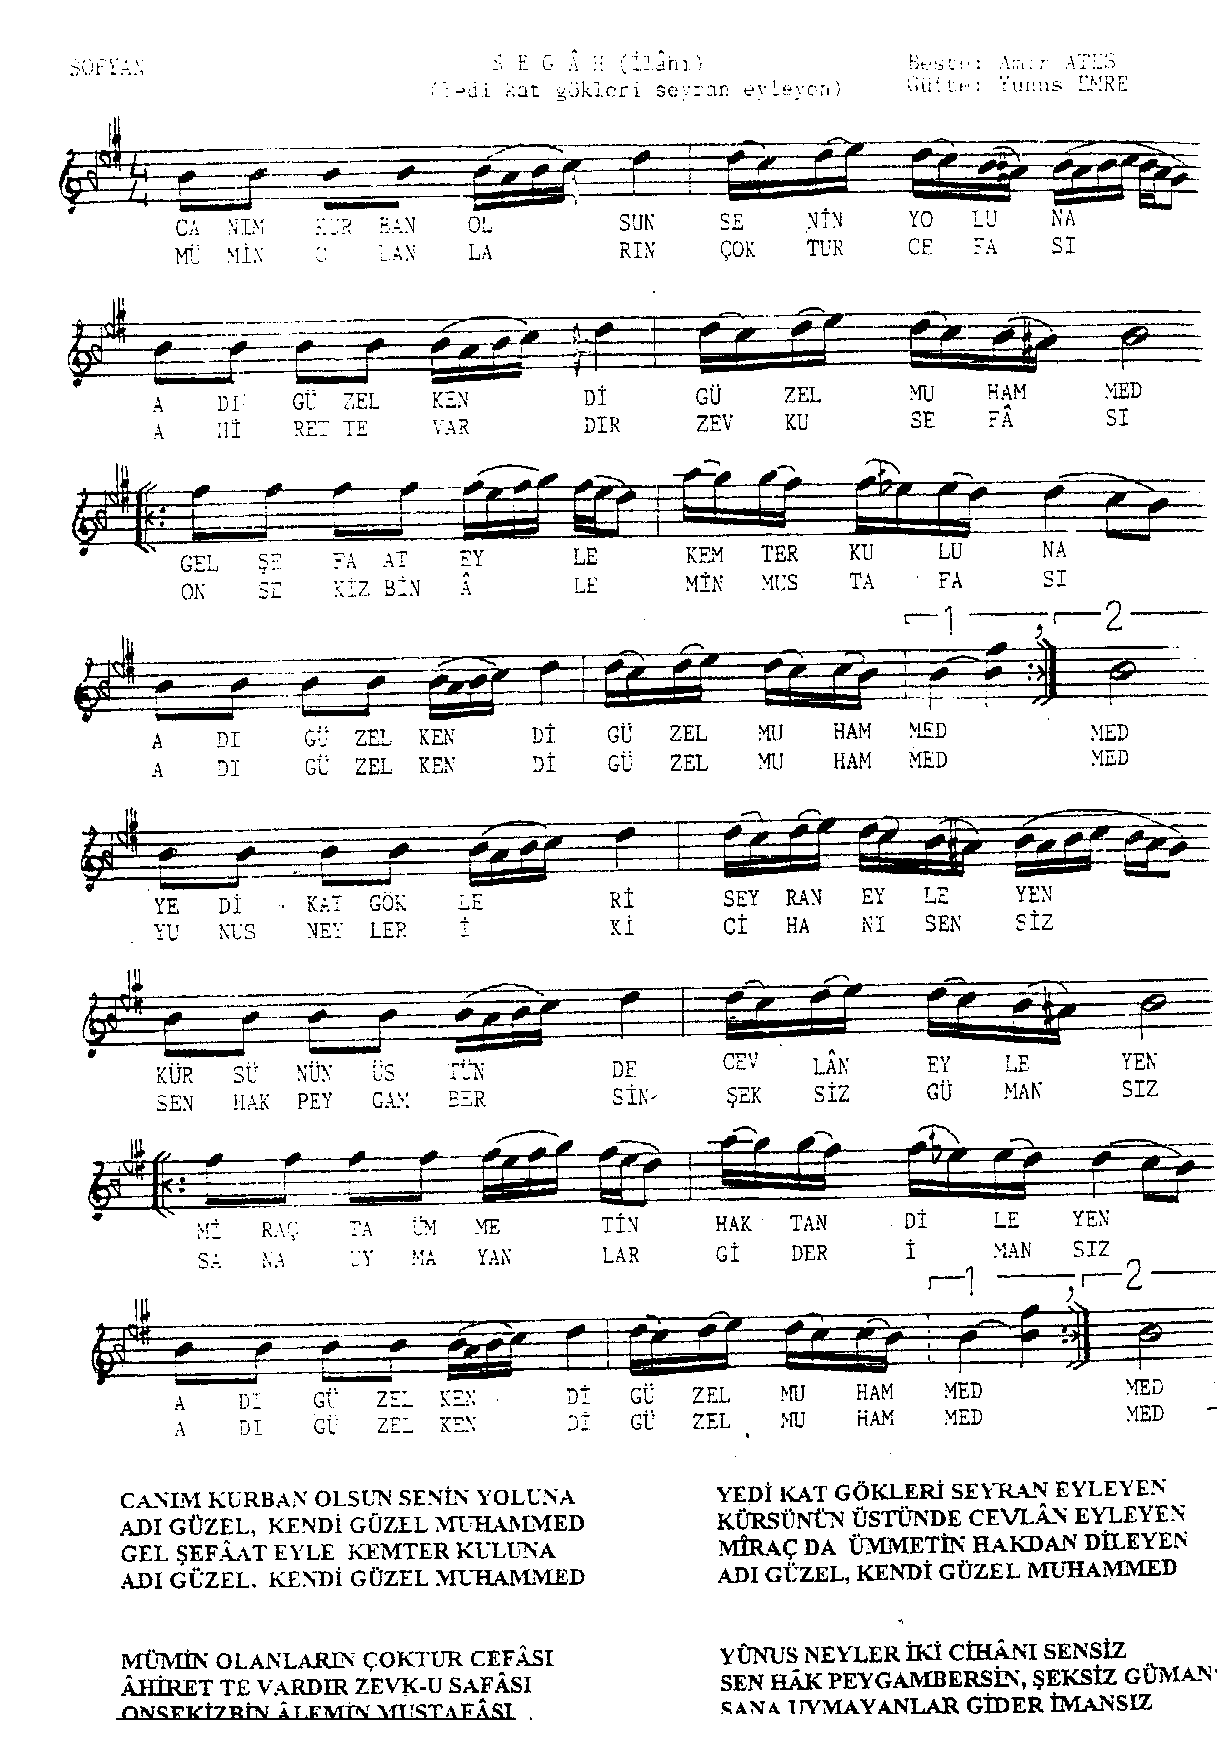 SOFYAN
SEGÂH (İlâhi)
(Yedi kat gökleri seyran eyleyen)
Beste: Amir ATEŞ
Güfte: Yunus EMRE
4
4
CA NIM KUR BAN OL SUN SE NİN YO LU NA
MÜ MİN O LAN LA RIN ÇOK TUR CE FA SI
A DI GÜ ZEL KEN Dİ GÜ ZEL MU HAM MED
A Hİ RET TE VAR DIR ZEV KU SE FÂ SI
GEL ŞE FA AT EY LE KEM TER KU LU NA
ON SE KİZ BİN Â LE MİN MUS TA FA SI
1 2
A DI GÜ ZEL KEN Dİ GÜ ZEL MU HAM MED MED
A DI GÜ ZEL KEN Dİ GÜ ZEL MU HAM MED MED
YE Dİ KAT GÖK LE Rİ SEY RAN EY LE YEN
YU NUS NEY LER İ Kİ Cİ HA NI SEN SİZ
KÜR SÜ NÜN ÜS TÜN DE CEV LÂN EY LE YEN
SEN HAK PEY GAM BER SİN ŞEK SİZ GÜ MAN SIZ
Mİ RAÇ TA ÜM ME TİN HAK TAN Dİ LE YEN
SA NA UY MA YAN LAR Gİ DER İ MAN SIZ
1 2
A DI GÜ ZEL KEN Dİ GÜ ZEL MU HAM MED MED
A DI GÜ ZEL KEN Dİ GÜ ZEL MU HAM MED MED
CANIM KURBAN OLSUN SENİN YOLUNA
ADI GÜZEL, KENDİ GÜZEL MUHAMMED
GEL ŞEFÂAT EYLE KEMTER KULUNA
ADI GÜZEL. KENDİ GÜZEL MUHAMMED
MÜMİN OLANLARIN ÇOKTUR CEFÂSI
ÂHİRET TE VARDIR ZEVK-U SAFÂSI
ONSEKİZBİN ÂLEMİN MUSTAFÂSI
YEDİ KAT GÖKLERİ SEYRAN EYLEYEN
KÜRSÜNÜN ÜSTÜNDE CEVLÂN EYLEYEN
MİRAÇ DA ÜMMETİN HAKDAN DİLEYEN
ADI GÜZEL, KENDİ GÜZEL MUHAMMED
YÛNUS NEYLER İKİ CİHÂNI SENSİZ
SEN HÂK PEYGAMBERSİN, ŞEKSİZ GÜMAN
SANA UYMAYANLAR GİDER İMANSIZ